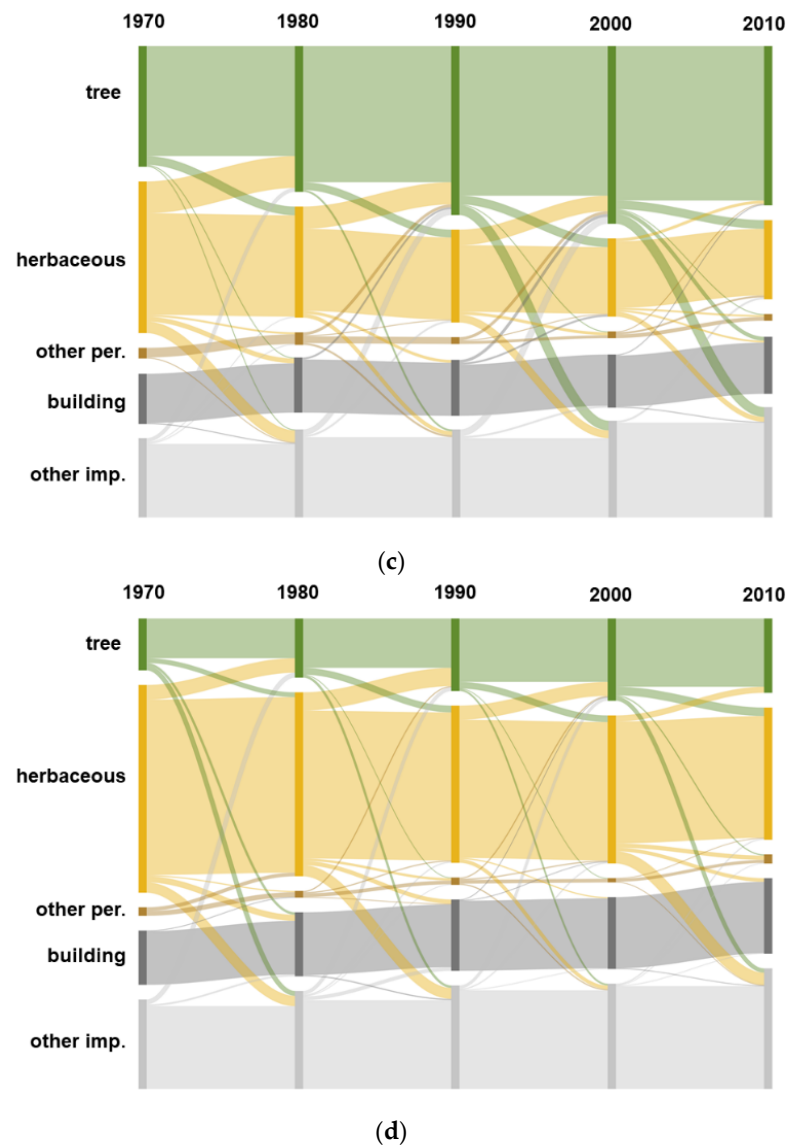 1970 1980 1990 2000 2010
tree
herbaceous
other per.
building
other imp.
(c)
1970 1980 1990 2000 2010
tree
herbaceous
other per.
building
other imp.
(d)